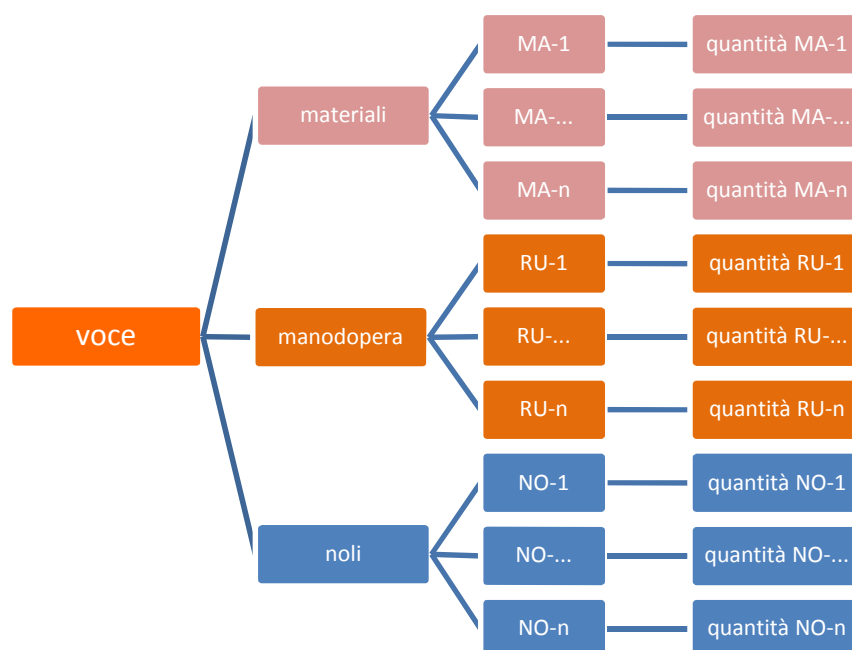 MA-1
quantità MA-1
materiali
MA-...
quantità MA-...
MA-n
quantità MA-n
RU-1
quantità RU-1
voce
manodopera
RU-...
quantità RU-...
RU-n
quantità RU-n
NO-1
quantità NO-1
noli
NO-...
quantità NO-...
NO-n
quantità NO-n